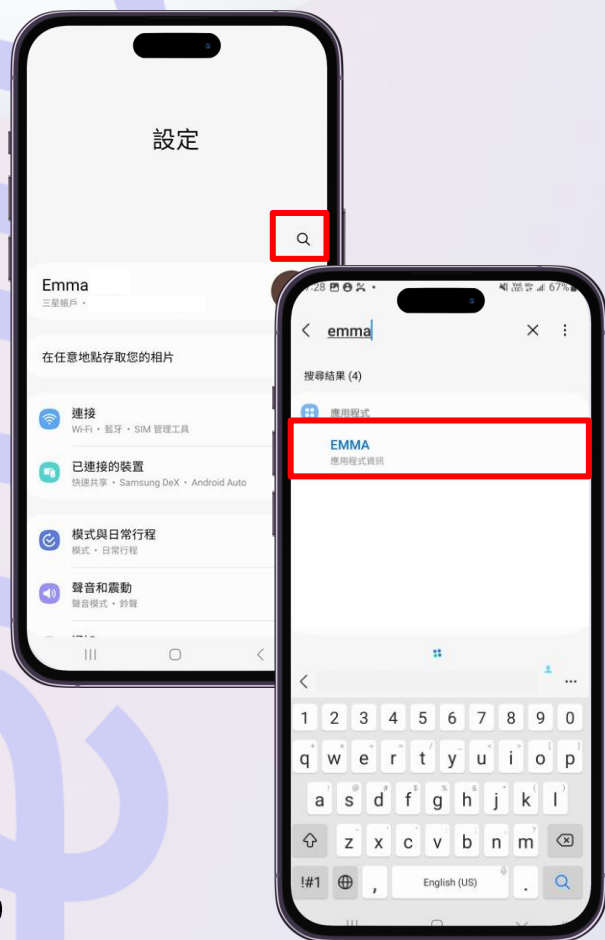 設定
Emma
三星帳戶 •
在任意地點存取您的相片
連接
Wi-Fi • 藍牙 • SIM 管理工具
已連接的裝置
快速共享 • Samsung DeX • Android Auto
模式與日常行程
模式 • 日常行程
聲音和震動
聲音模式 • 鈴聲
:28
67%
emma
搜尋結果 (4)
應用程式
EMMA
應用程式資訊
1 2 3 4 5 6 7 8 9 0
q w e r t y u i o p
a s d f g h j k l
z x c v b n m
!#1 , English (US) .